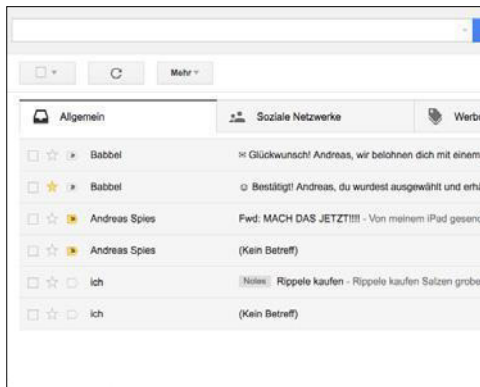 Mehr
Allgemein Soziale Netzwerke Werb
Babbel Glückwunsch! Andreas, wir belohnen dich mit einem
Babbel Bestätigt! Andreas, du wurdest ausgewählt und erhä
Andreas Spies Fwd: MACH DAS JETZT!!!! - Von meinem iPad gesend
Andreas Spies (Kein Betreff)
ich Notes Rippele kaufen - Rippele kaufen Salzen grobe
ich (Kein Betreff)